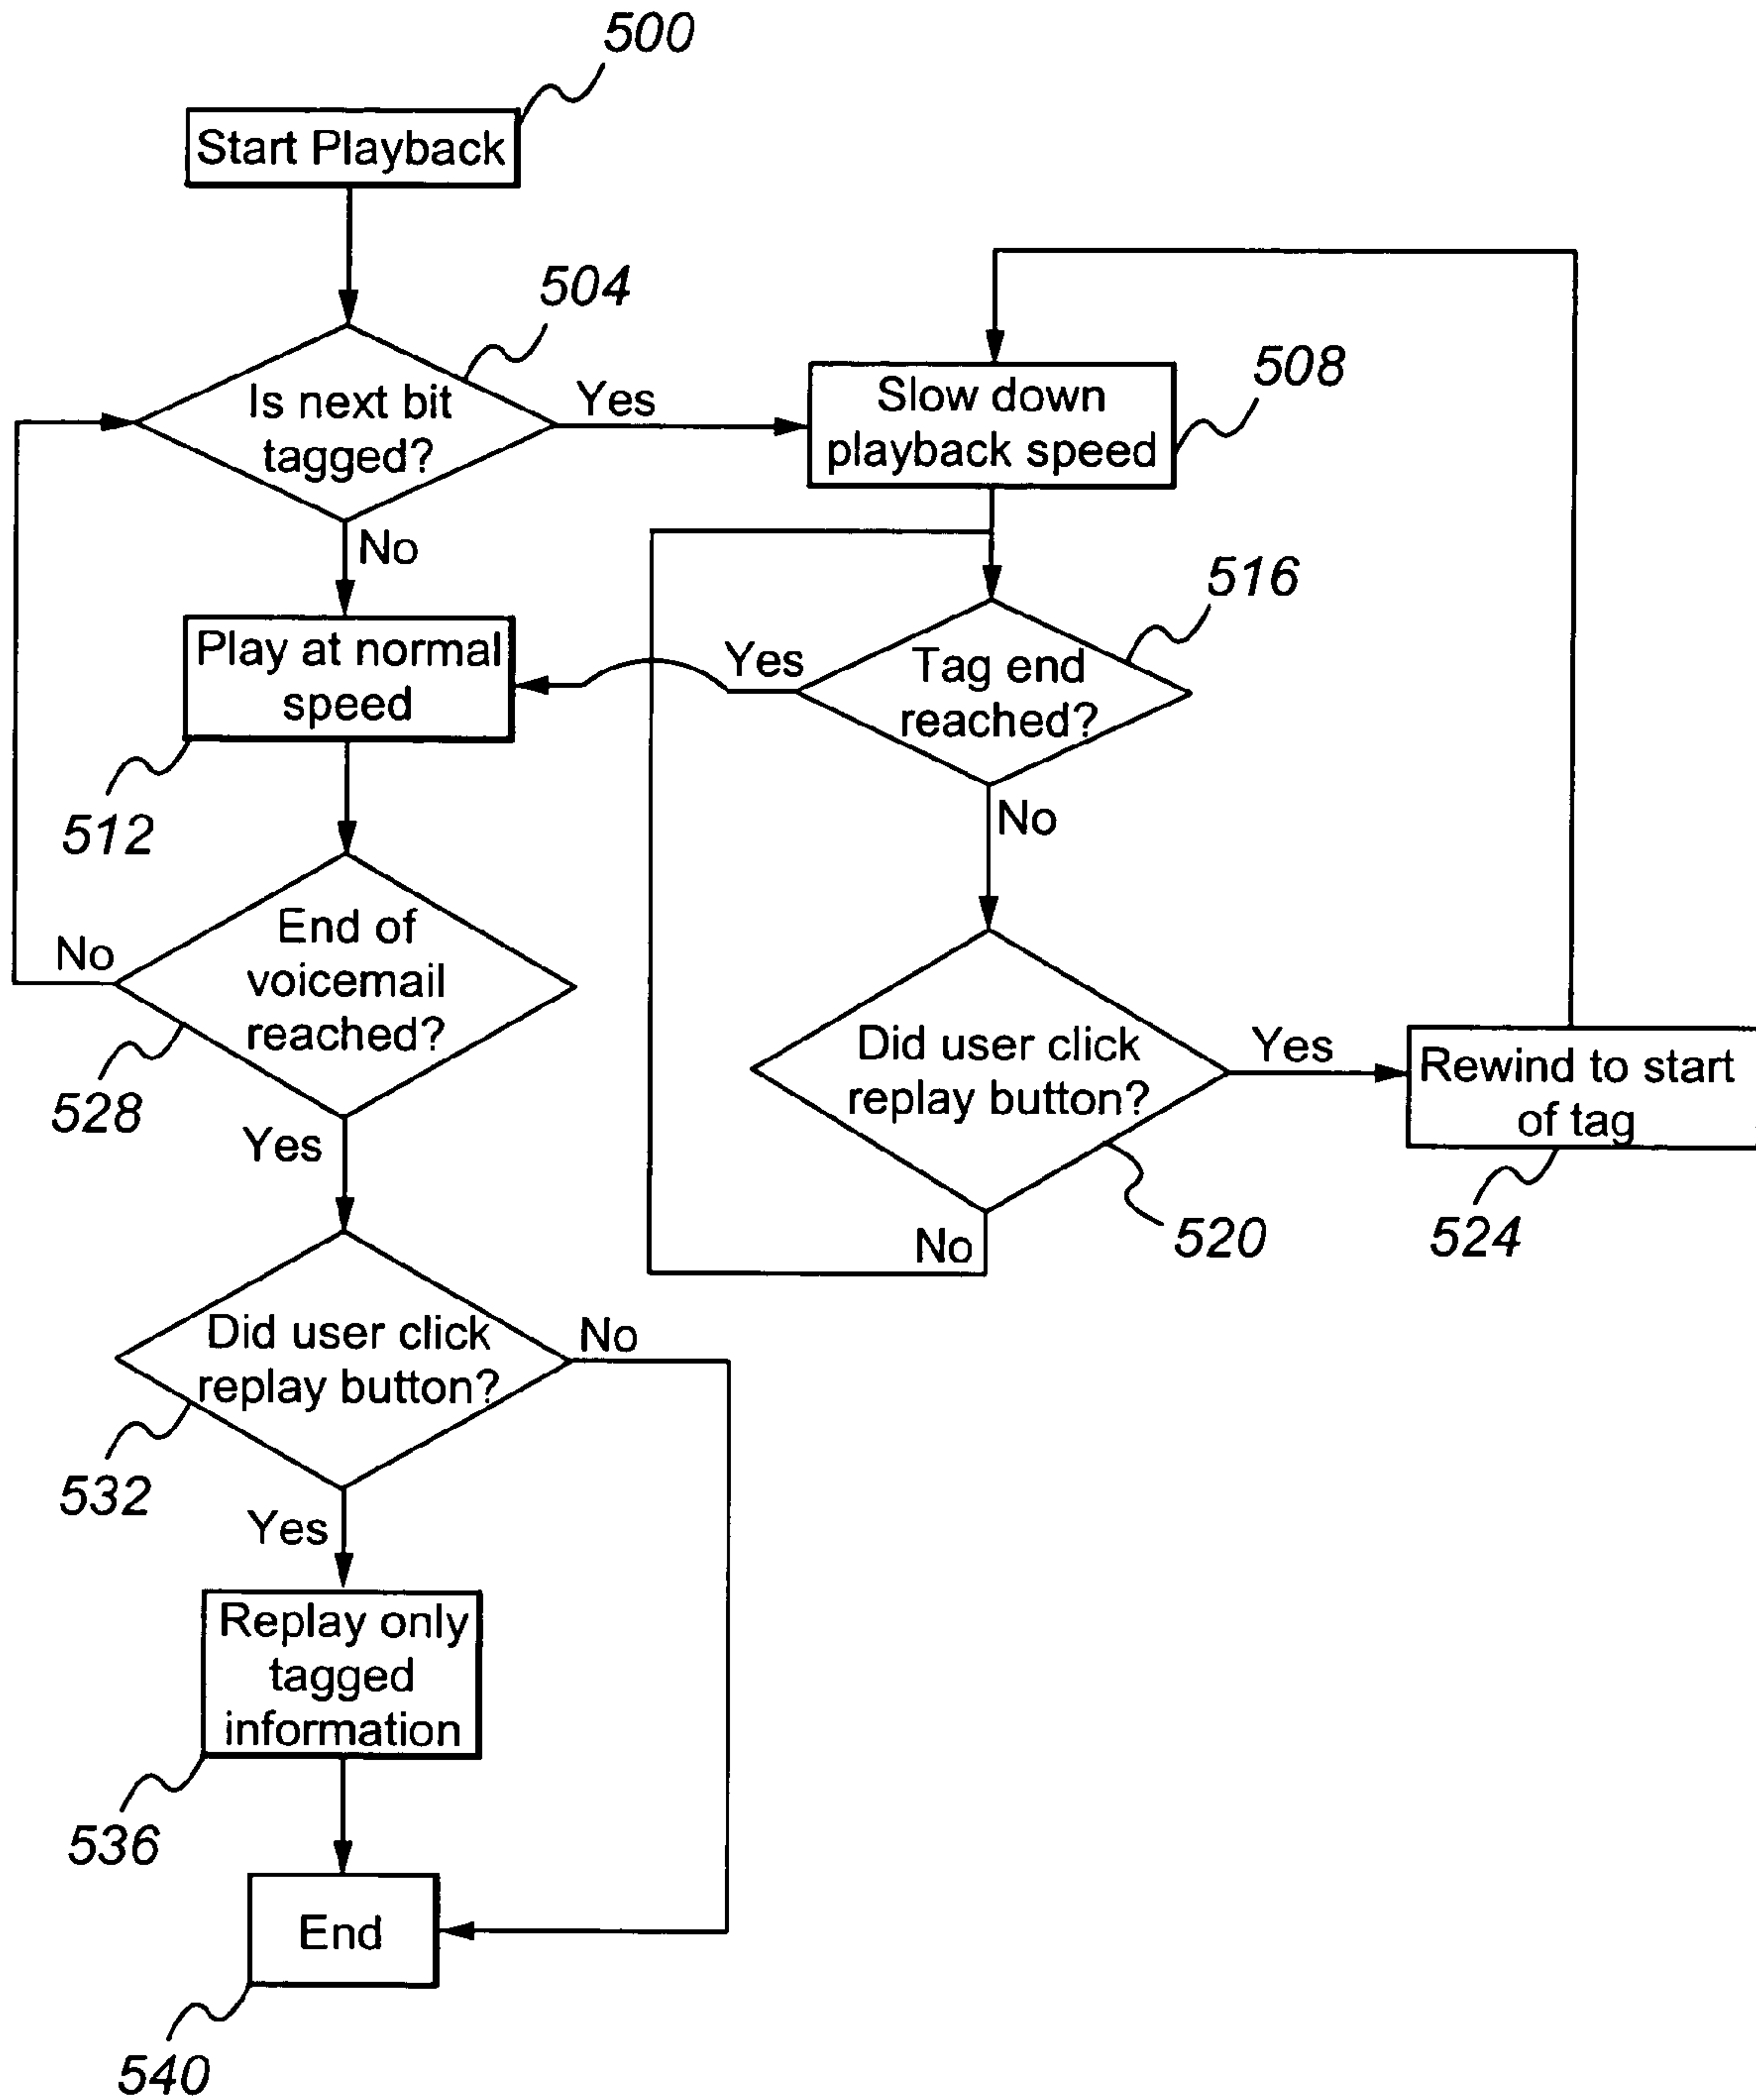 500
Start Playback
504
Is next bit
tagged?
Yes
No
Slow down
playback speed
508
Play at normal
speed
512
Yes
Tag end
reached?
516
No
End of
voicemail
reached?
No
528
Yes
Did user click
replay button?
Yes
520
No
Rewind to start
of tag
524
Did user click
replay button?
No
532
Yes
Replay only
tagged
information
536
End
540